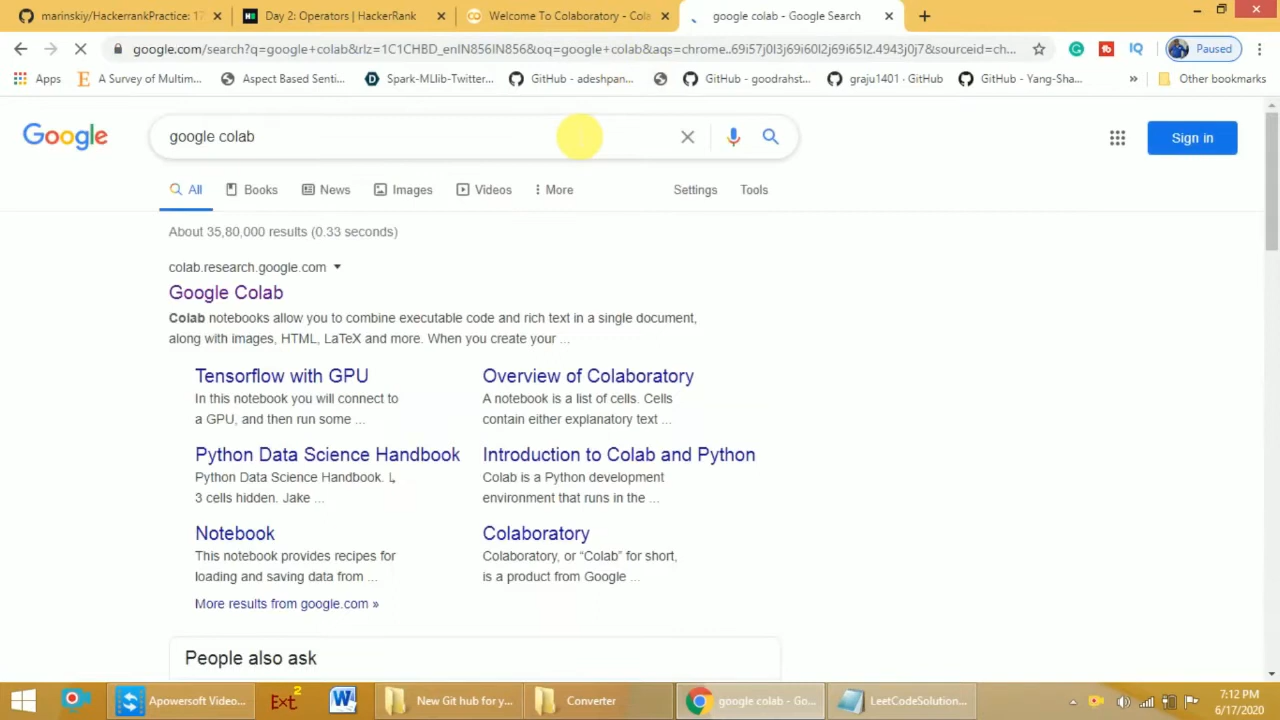 marinskiy/HackerrankPractice: 17
Day 2: Operators | HackerRank
Welcome To Colaboratory - Cola
google colab - Google Search
google.com/search?q=google+colab&rlz=1C1CHBD_enIN856IN856&oq=google+colab&aqs=chrome..69i57j0l3j69i60l2j69i65l2.4943j0j7&sourceid=ch...
Paused
Apps
A Survey of Multim...
Aspect Based Senti...
Spark-MLlib-Twitter...
GitHub - adeshpan...
GitHub - goodrahst...
graju1401 · GitHub
GitHub - Yang-Sha...
»
Other bookmarks
Google
google colab
Sign in
All
Books
News
Images
Videos
More
Settings
Tools
About 35,80,000 results (0.33 seconds)
colab.research.google.com
Google Colab
Colab notebooks allow you to combine executable code and rich text in a single document,
along with images, HTML, LaTeX and more. When you create your ...
Tensorflow with GPU
In this notebook you will connect to
a GPU, and then run some ...
Overview of Colaboratory
A notebook is a list of cells. Cells
contain either explanatory text ...
Python Data Science Handbook
Python Data Science Handbook.
3 cells hidden. Jake ...
Introduction to Colab and Python
Colab is a Python development
environment that runs in the ...
Notebook
This notebook provides recipes for
loading and saving data from ...
Colaboratory
Colaboratory, or “Colab” for short,
is a product from Google ...
More results from google.com »
People also ask
Apowersoft Video...
Ext2
W
New Git hub for y...
Converter
google colab - Go...
LeetCodeSolution...
7:12 PM
6/17/2020